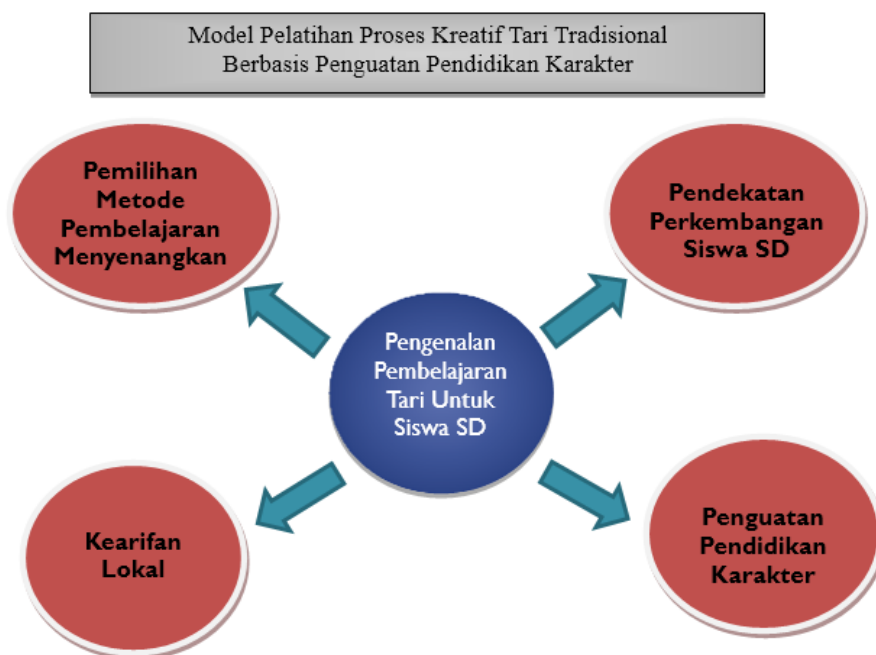 Model Pelatihan Proses Kreatif Tari Tradisional
Berbasis Penguatan Pendidikan Karakter
Pemilihan
Metode
Pembelajaran
Menyenangkan
Pendekatan
Perkembangan
Siswa SD
Pengenalan
Pembelajaran
Tari Untuk
Siswa SD
Kearifan
Lokal
Penguatan
Pendidikan
Karakter